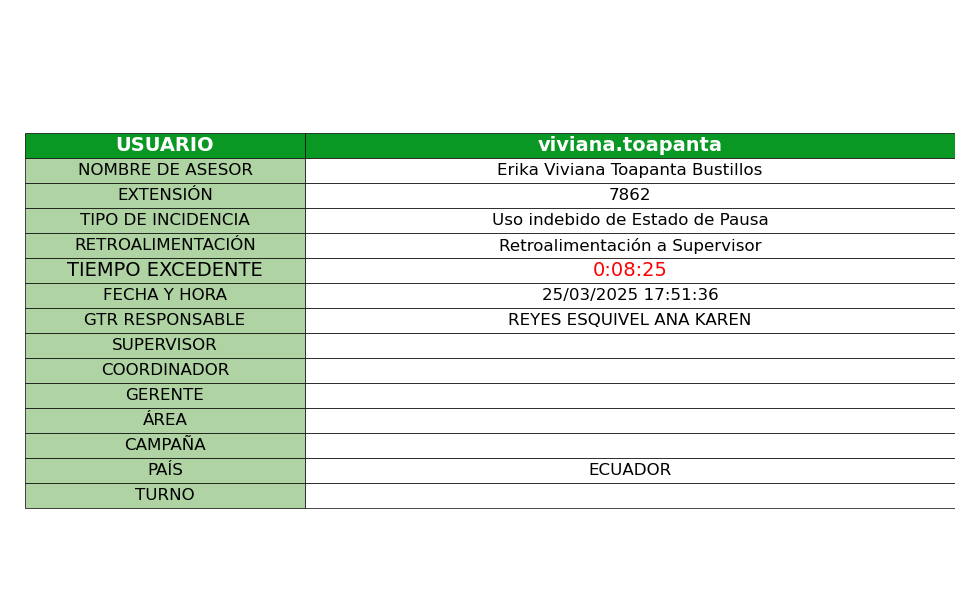 USUARIO viviana.toapanta
NOMBRE DE ASESOR Erika Viviana Toapanta Bustillos
EXTENSIÓN 7862
TIPO DE INCIDENCIA Uso indebido de Estado de Pausa
RETROALIMENTACIÓN Retroalimentación a Supervisor
TIEMPO EXCEDENTE 0:08:25
FECHA Y HORA 25/03/2025 17:51:36
GTR RESPONSABLE REYES ESQUIVEL ANA KAREN
SUPERVISOR
COORDINADOR
GERENTE
ÁREA
CAMPAÑA
PAÍS ECUADOR
TURNO